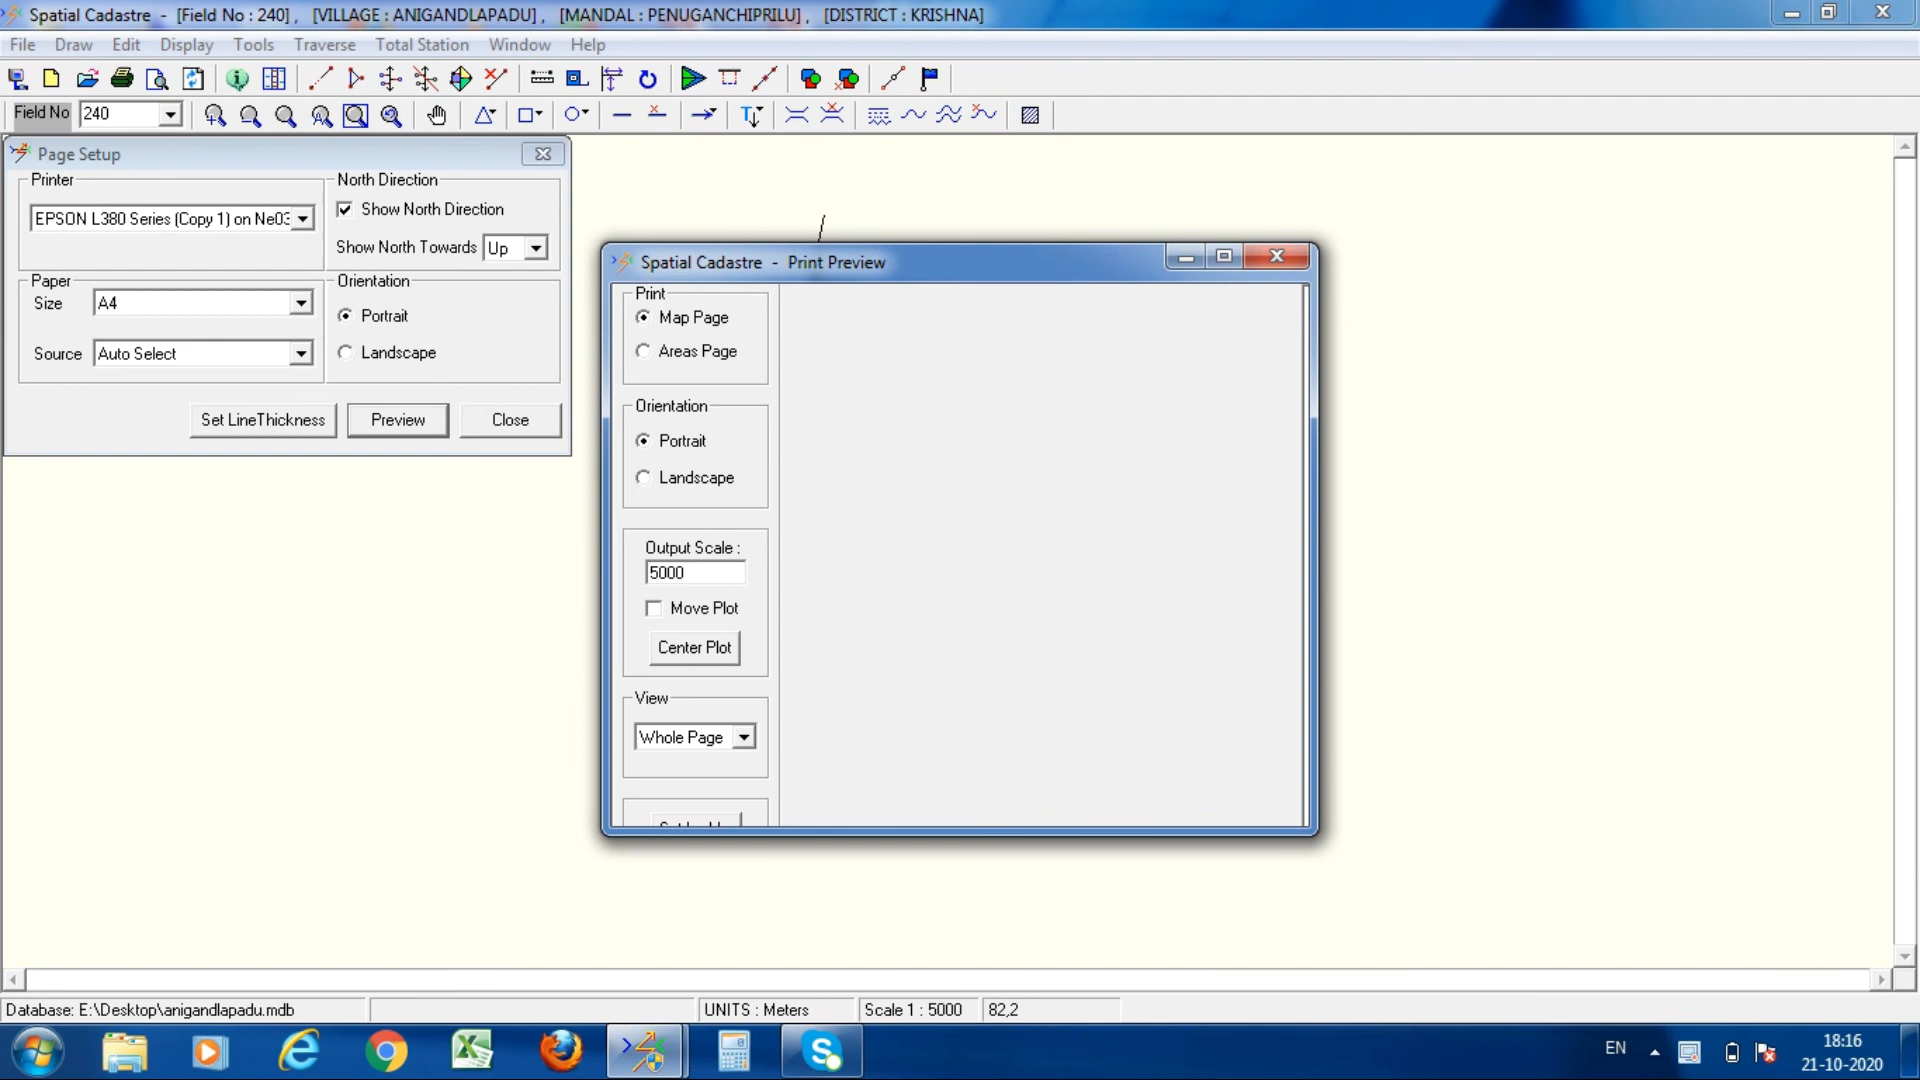 Spatial Cadastre - [Field No : 240] , [VILLAGE : ANIGANDLAPADU] , [MANDAL : PENUGANCHIPRILU] , [DISTRICT : KRISHNA]
File Draw Edit Display Tools Traverse Total Station Window Help
Field No 240
Page Setup
Printer
EPSON L380 Series (Copy 1) on Ne03
North Direction
Show North Direction
Show North Towards Up
Paper
Size A4
Source Auto Select
Orientation
Portrait
Landscape
Set LineThickness Preview Close
Spatial Cadastre - Print Preview
Print
Map Page
Areas Page
Orientation
Portrait
Landscape
Output Scale :
5000
Move Plot
Center Plot
View
Whole Page
Database: E:\Desktop\anigandlapadu.mdb UNITS : Meters Scale 1 : 5000 82,2
EN
18:16
21-10-2020